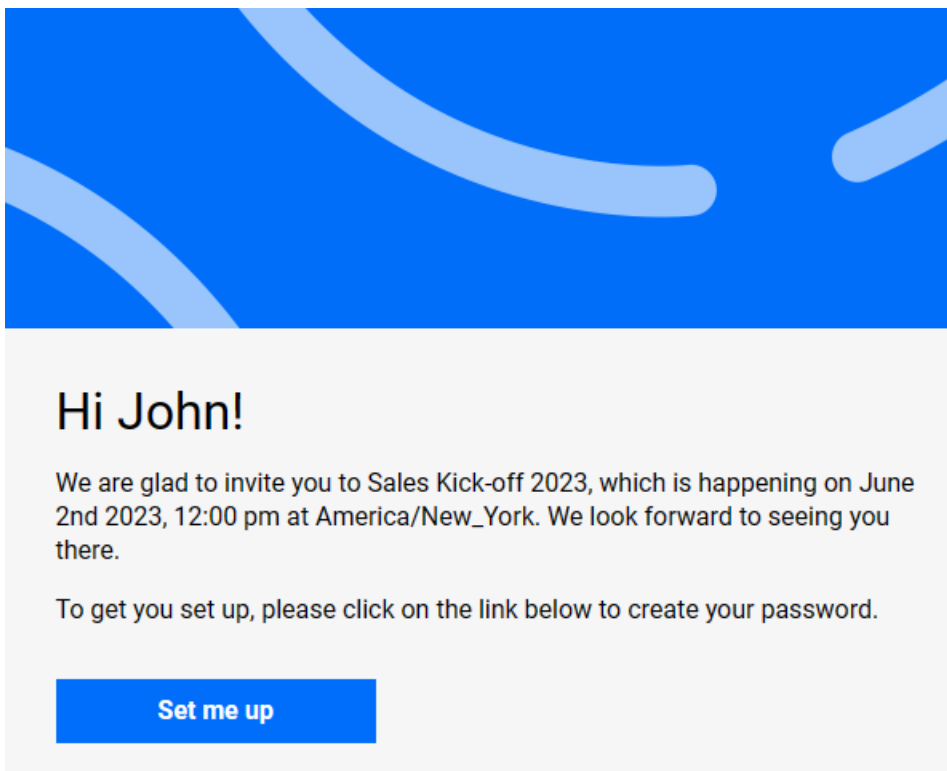 Hi John!
We are glad to invite you to Sales Kick-off 2023, which is happening on June
2nd 2023, 12:00 pm at America/New_York. We look forward to seeing you
there.
To get you set up, please click on the link below to create your password.
Set me up